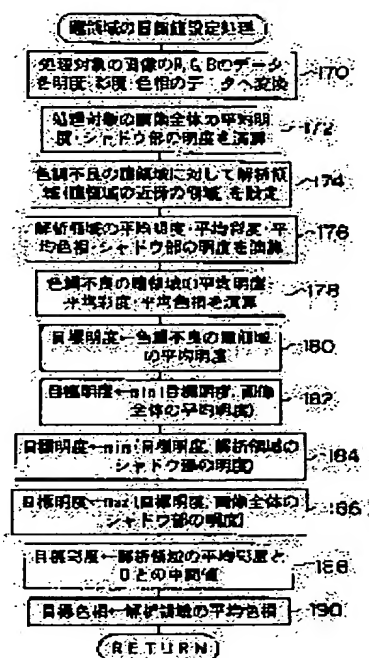 瞳領域の目標値設定処理
処理対象の画像のR,G,Bのデータ
を明度・彩度・色相のデータへ変換
170
処理対象の画像全体の平均明
度・シャドウ部の明度を演算
172
色調不良の瞳領域に対して解析領
域(瞳領域の近傍の領域)を設定
174
解析領域の平均明度・平均彩度・平
均色相・シャドウ部の明度を演算
176
色調不良の瞳領域の平均明度・
平均彩度・平均色相を演算
178
目標明度←色調不良の瞳領域
の平均明度
180
目標明度←min(目標明度,画像
全体の平均明度)
182
目標明度←min(目標明度,解析領域の
シャドウ部の明度)
184
目標明度←max(目標明度,画像全体の
シャドウ部の明度)
186
目標彩度←解析領域の平均彩度と
0との中間値
188
目標色相←解析領域の平均色相
190
RETURN